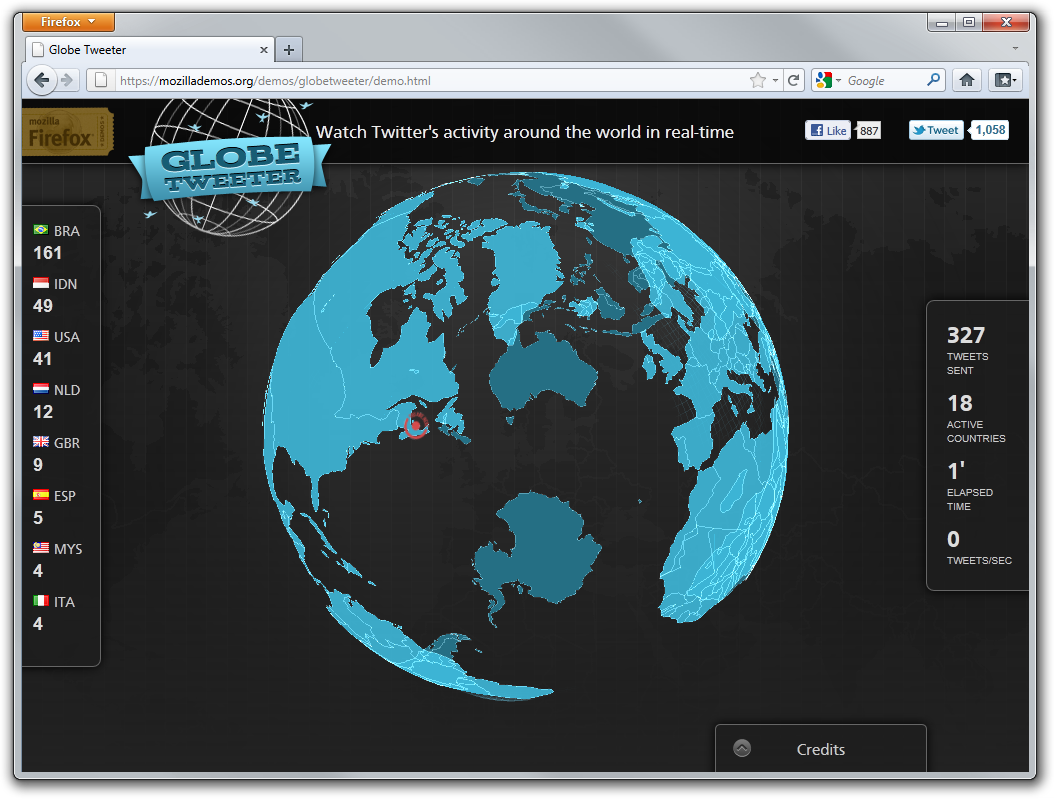 Firefox
Globe Tweeter
https://mozillademos.org/demos/globetweeter/demo.html
Google
mozilla
Firefox
DEMOS
GLOBE
TWEETER
Watch Twitter's activity around the world in real-time
Like
887
Tweet
1,058
BRA
161
IDN
49
USA
41
NLD
12
GBR
9
ESP
5
MYS
4
ITA
4
327
TWEETS
SENT
18
ACTIVE
COUNTRIES
1'
ELAPSED
TIME
0
TWEETS/SEC
Credits